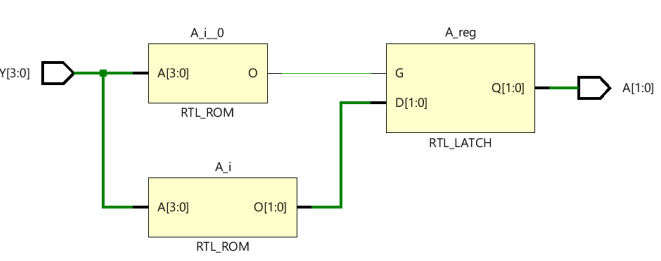 A_i__0
A_reg
Y[3:0]
A[3:0]
O
G
Q[1:0]
A[1:0]
D[1:0]
RTL_ROM
RTL_LATCH
A_i
A[3:0]
O[1:0]
RTL_ROM